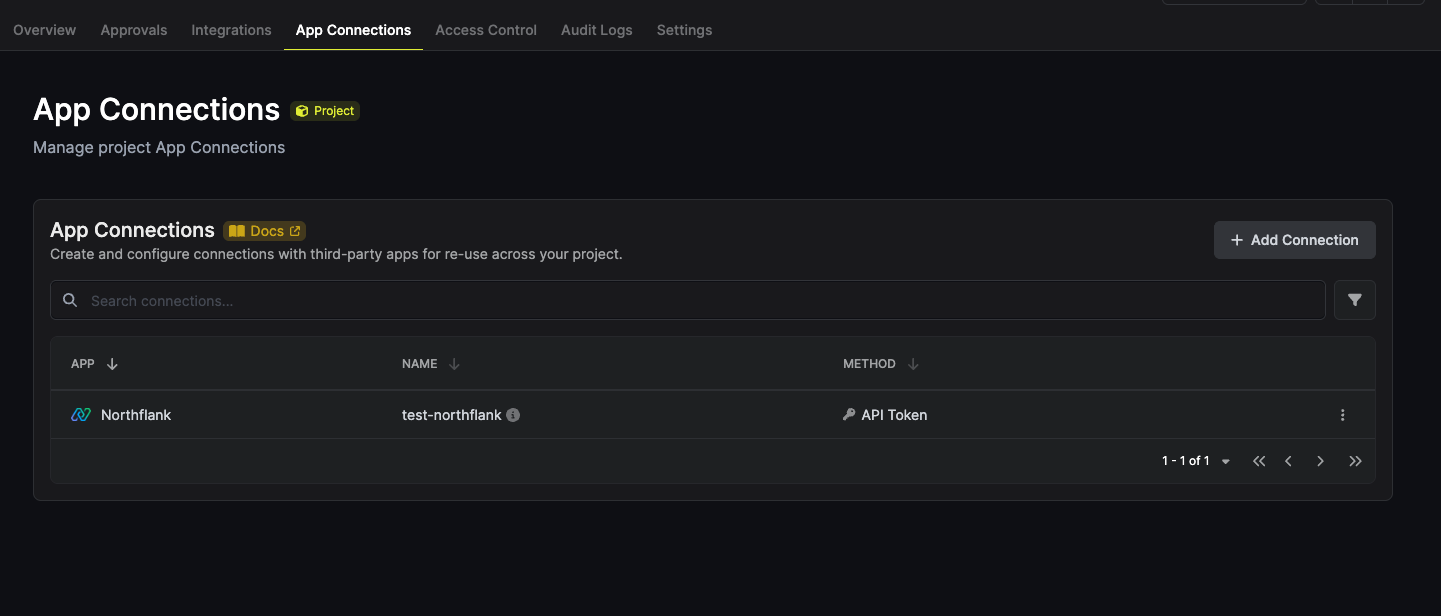 Overview Approvals Integrations App Connections Access Control Audit Logs Settings
App Connections Project
Manage project App Connections
App Connections Docs
Create and configure connections with third-party apps for re-use across your project.
+ Add Connection
Search connections...
APP NAME METHOD
Northflank test-northflank API Token
1 - 1 of 1